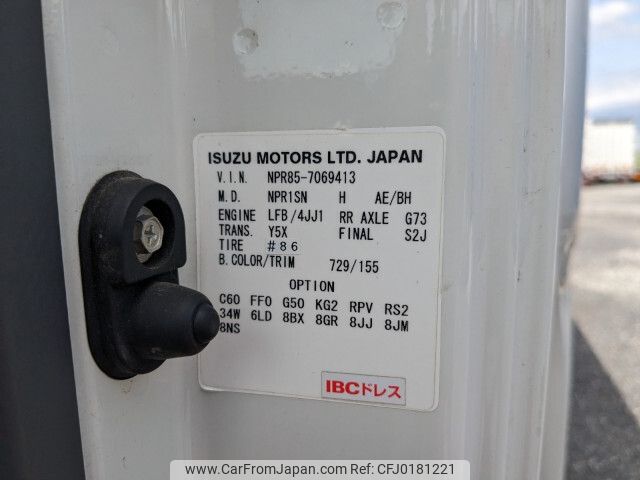 ISUZU MOTORS LTD. JAPAN
V.I.N. NPR85-7069413
M.D. NPR1SN H AE/BH
ENGINE LFB/4JJ1 RR AXLE G73
TRANS. Y5X FINAL S2J
TIRE #86
B.COLOR/TRIM 729/155
OPTION
C60 FF0 G50 KG2 RPV RS2
34W 6LD 8BX 8GR 8JJ 8JM
8NS
IBCドレス
www.CarFromJapan.com - CFJ0181221